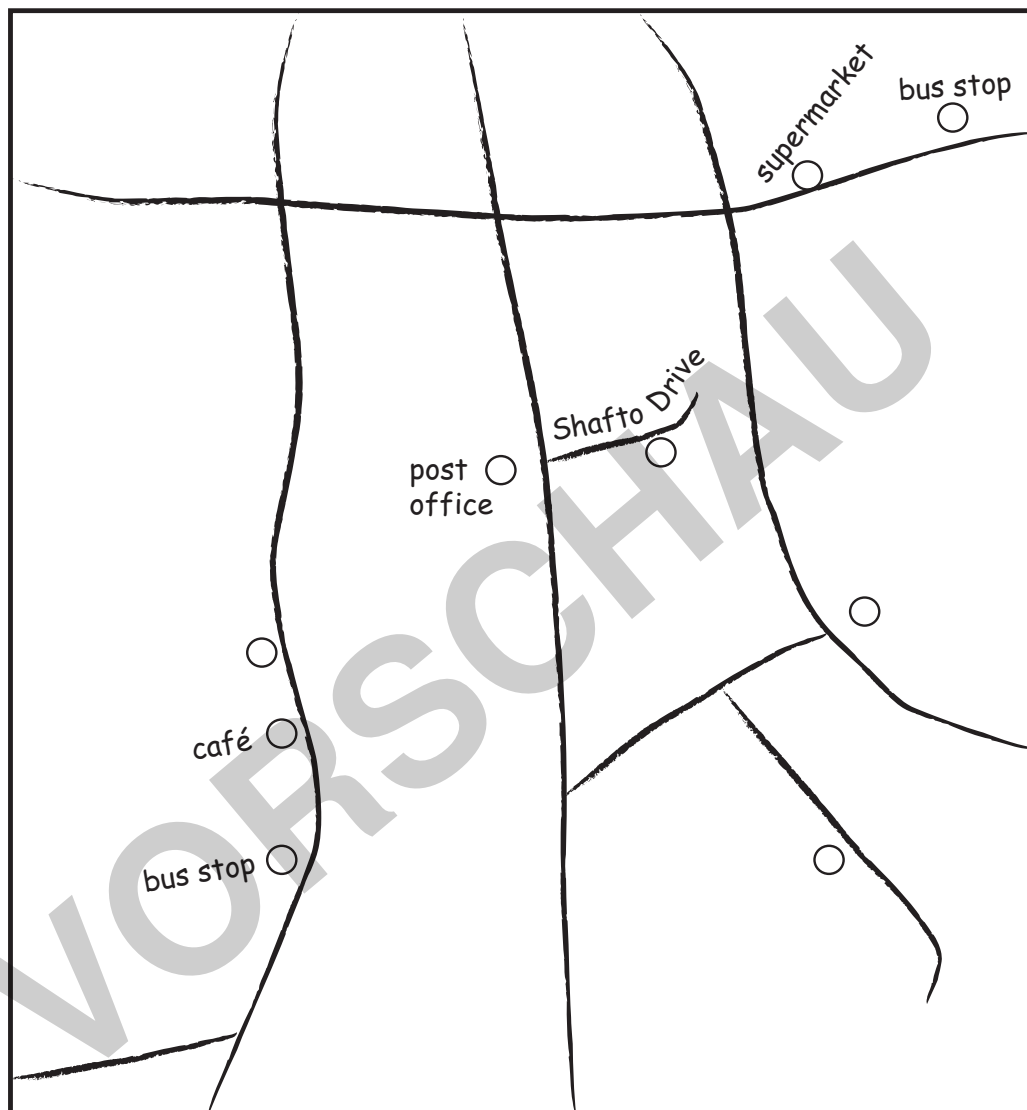 supermarket
bus stop
Shafto Drive
post
office
café
bus stop
VORSCHAU